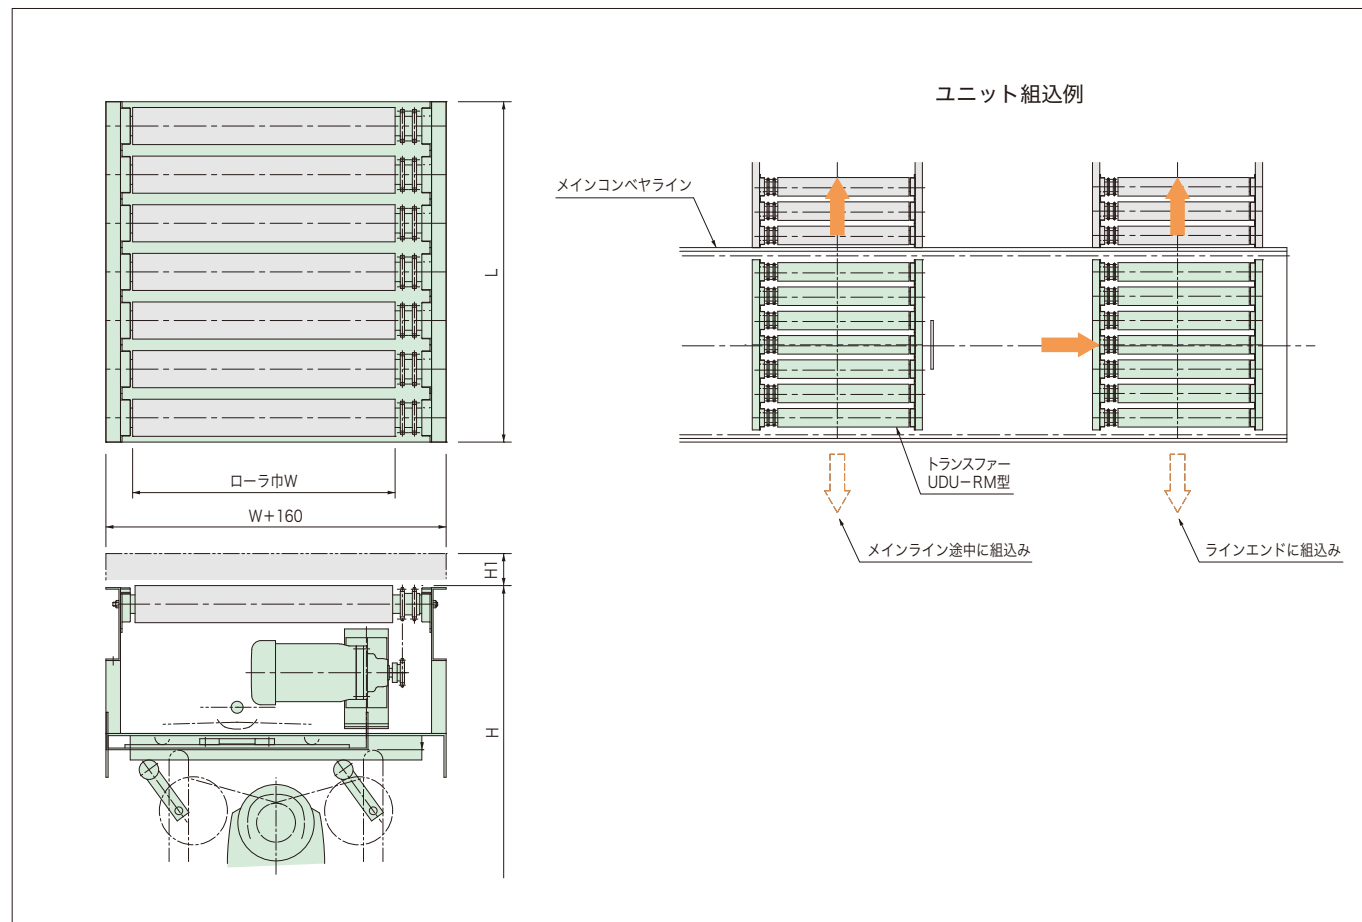 ユニット組込例
メインコンベヤライン
L
ローラ巾W
W+160
H1
H
トランスファー
UDU−RM型
メインライン途中に組込み
ラインエンドに組込み